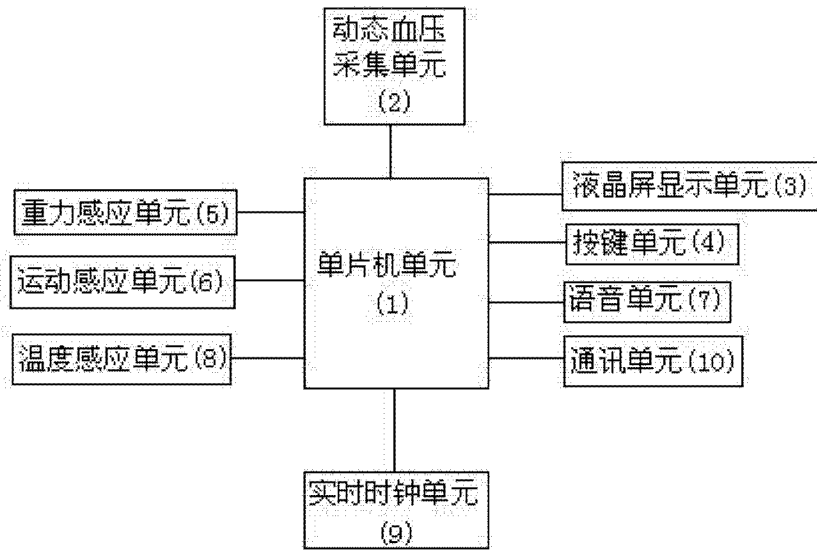 动态血压
采集单元
(2)
液晶屏显示单元(3)
重力感应单元(5)
按键单元(4)
单片机单元
(1)
运动感应单元(6)
语音单元(7)
温度感应单元(8)
通讯单元(10)
实时时钟单元
(9)